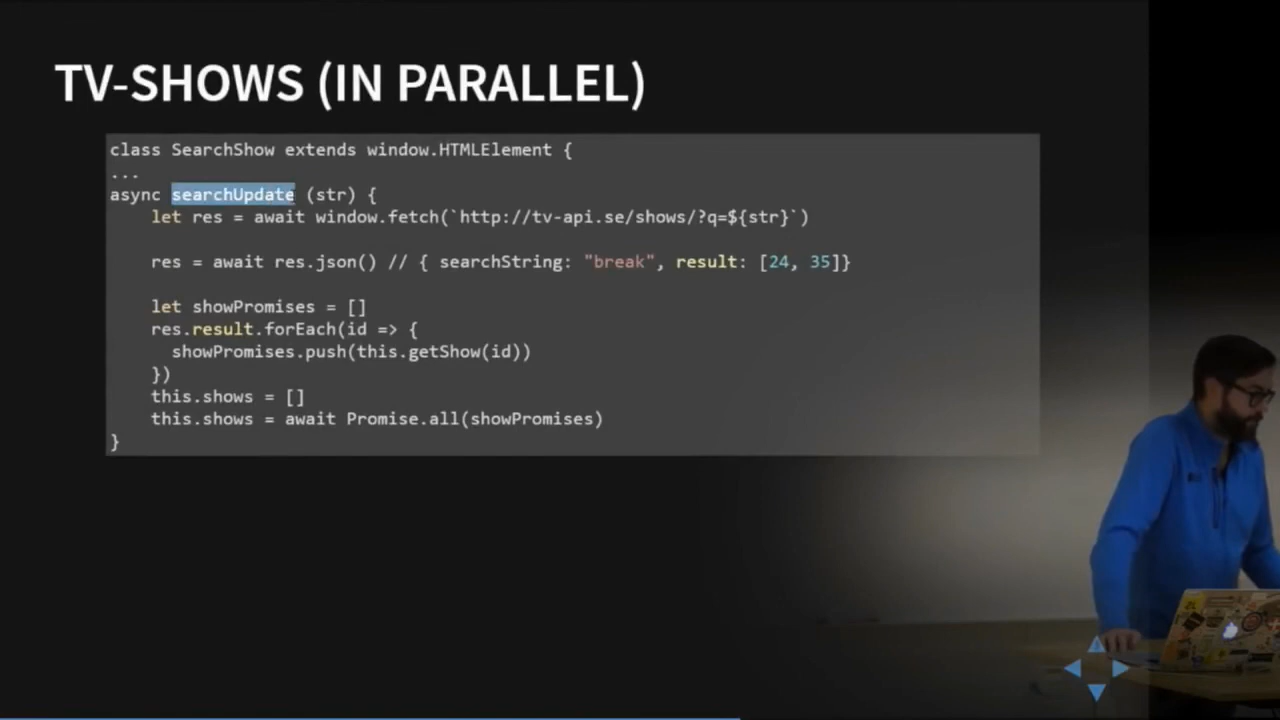 TV-SHOWS (IN PARALLEL)
class SearchShow extends window.HTMLElement {
...
async searchUpdate (str) {
let res = await window.fetch(`http://tv-api.se/shows/?q=${str}`)
res = await res.json() // { searchString: "break", result: [24, 35]}
let showPromises = []
res.result.forEach(id => {
showPromises.push(this.getShow(id))
})
this.shows = []
this.shows = await Promise.all(showPromises)
}